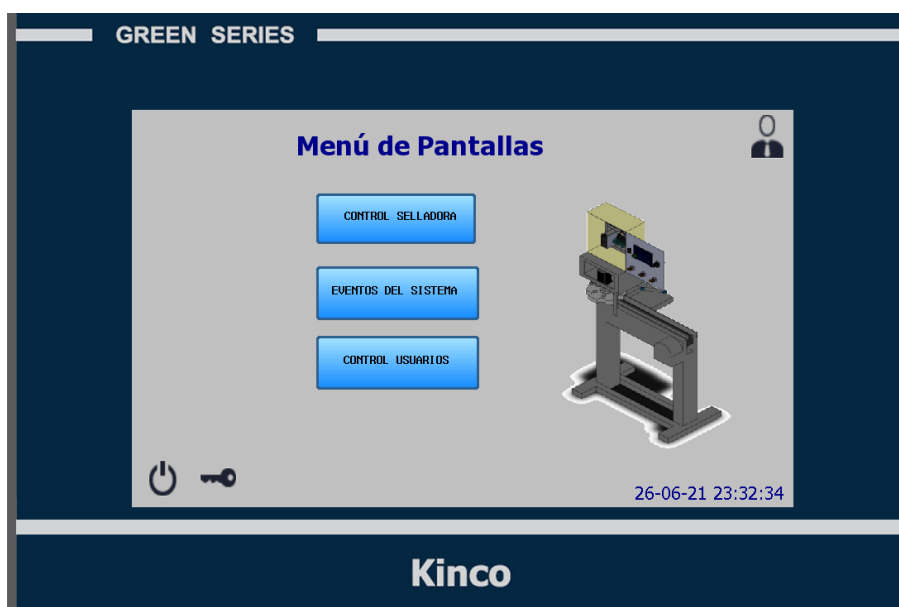 GREEN SERIES
Menú de Pantallas
CONTROL SELLADORA
EVENTOS DEL SISTEMA
CONTROL USUARIOS
26-06-21 23:32:34
Kinco